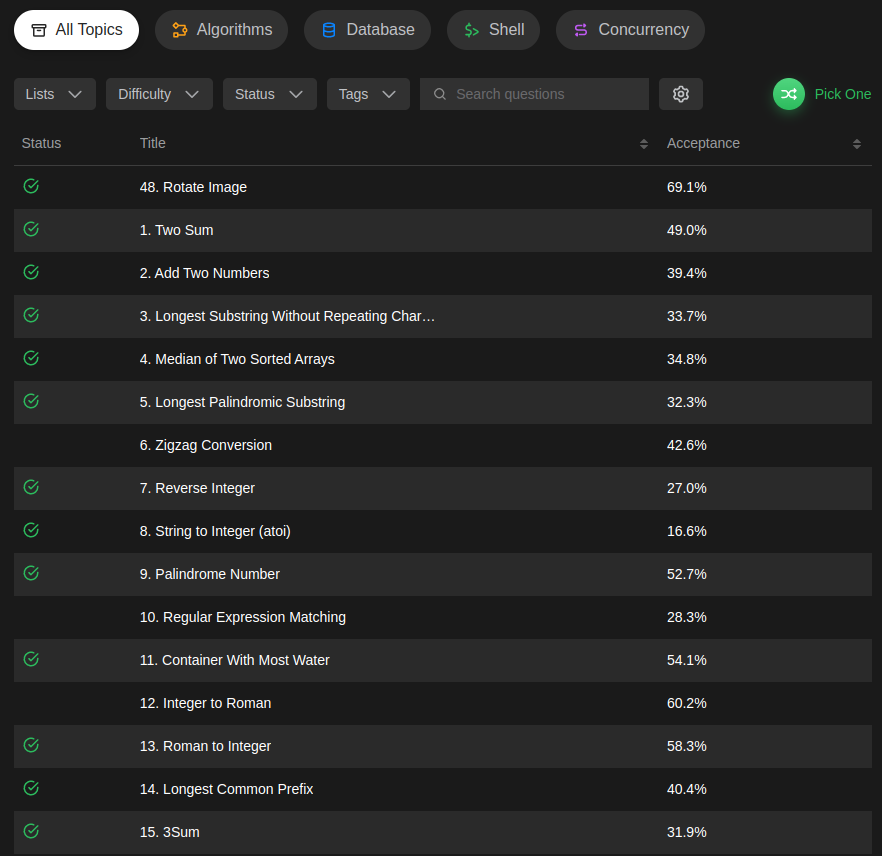 All Topics Algorithms Database Shell Concurrency
Lists Difficulty Status Tags Search questions Pick One
Status Title Acceptance
48. Rotate Image 69.1%
1. Two Sum 49.0%
2. Add Two Numbers 39.4%
3. Longest Substring Without Repeating Char… 33.7%
4. Median of Two Sorted Arrays 34.8%
5. Longest Palindromic Substring 32.3%
6. Zigzag Conversion 42.6%
7. Reverse Integer 27.0%
8. String to Integer (atoi) 16.6%
9. Palindrome Number 52.7%
10. Regular Expression Matching 28.3%
11. Container With Most Water 54.1%
12. Integer to Roman 60.2%
13. Roman to Integer 58.3%
14. Longest Common Prefix 40.4%
15. 3Sum 31.9%